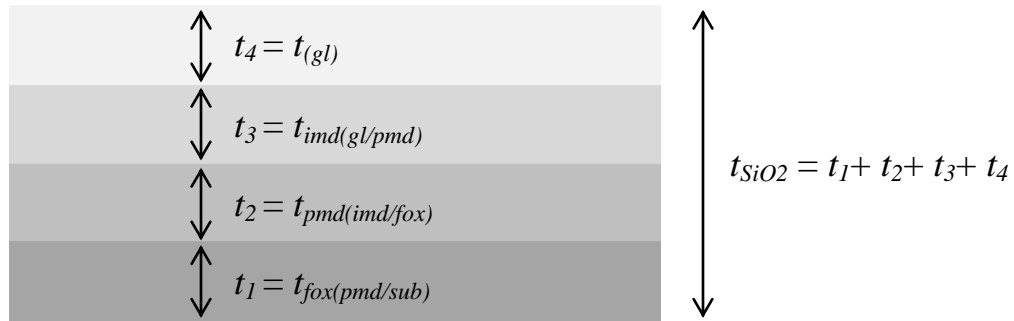 t4 = t(gl)
t3 = timd(gl/pmd)
tSiO2 = t1+ t2+ t3+ t4
t2 = tpmd(imd/fox)
t1 = tfox(pmd/sub)